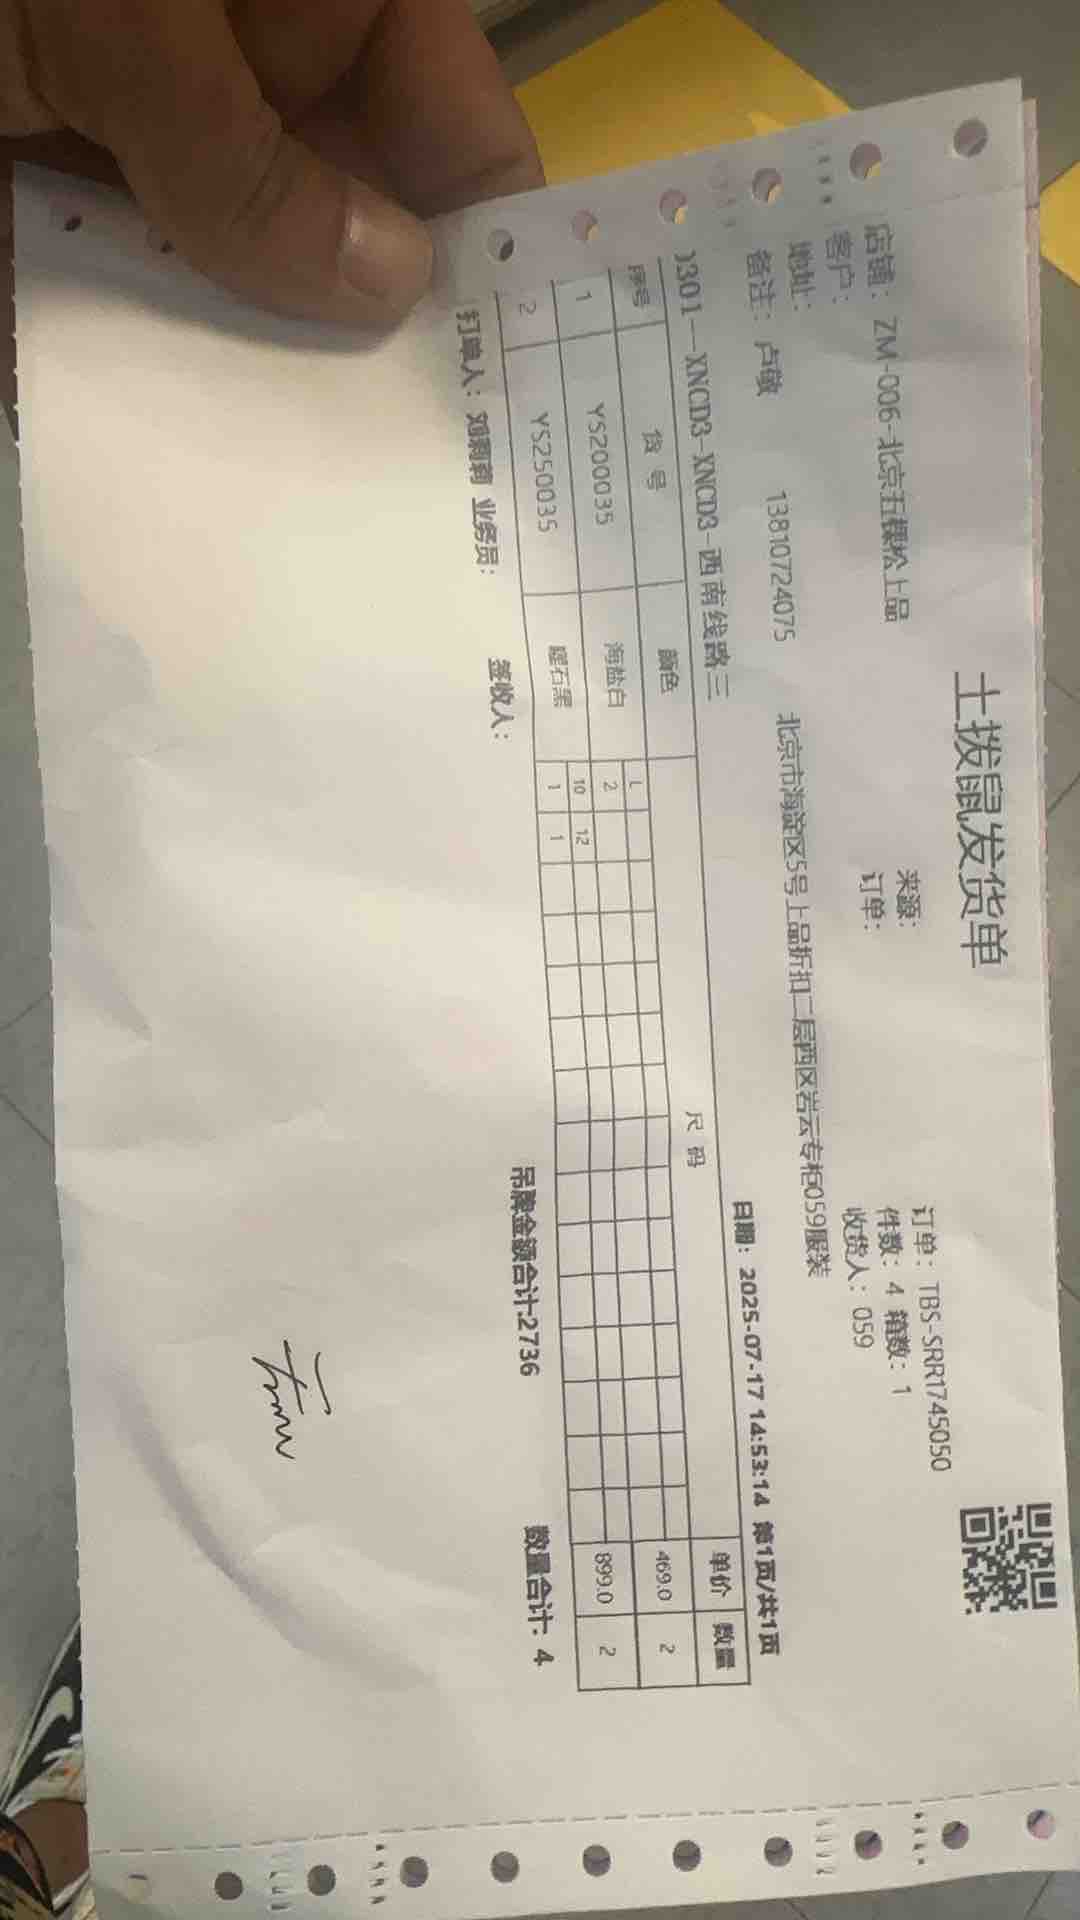 土拨鼠发货单
店铺：ZM-006-北京五棵松上品 来源： 订单：TBS-SRR1745050
客户： 订单： 件数：4 箱数：1
地址： 收货人：059
备注：卢敬 13810724075 北京市海淀区5号上品折扣二层西区岩云专柜059服装
日期：2025-07-17 14:53:14 第1页/共1页
0301--XNCD3-XNCD3-西南线路三
序号 货号 颜色 尺码 单价 数量
L
1 YS200035 海盐白 2 469.0 2
10 12
2 YS250035 曜石黑 1 1 899.0 2
打单人：刘莉莉 业务员： 签收人： 吊牌金额合计:2736 数量合计：4